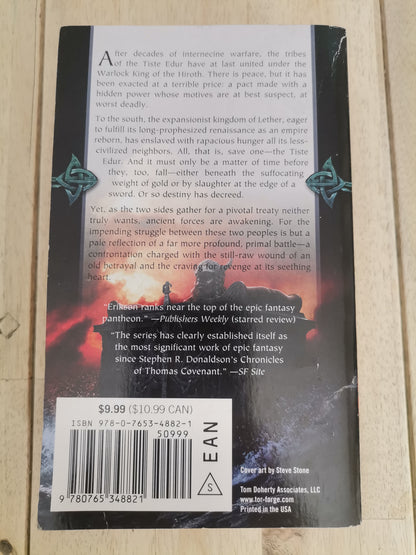 After decades of internecine warfare, the tribes
of the Tiste Edur have at last united under the
Warlock King of the Hiroth. There is peace, but it has
been exacted at a terrible price: a pact made with a
hidden power whose motives are at best suspect, at
worst deadly.
To the south, the expansionist kingdom of Lether, eager
to fulfill its long-prophesized renaissance as an empire
reborn, has enslaved with rapacious hunger all its less-
civilized neighbors. All, that is, save one—the Tiste
Edur. And it must only be a matter of time before
they, too, fall—either beneath the suffocating
weight of gold or by slaughter at the edge of a
sword. Or so destiny has decreed.
Yet, as the two sides gather for a pivotal treaty neither
truly wants, ancient forces are awakening. For the
impending struggle between these two peoples is but a
pale reflection of a far more profound, primal battle—a
confrontation charged with the still-raw wound of an
old betrayal and the craving for revenge at its seething
heart.
"Erikson ranks near the top of the epic fantasy
pantheon." —Publishers Weekly (starred review)
"The series has clearly established itself as
the most significant work of epic fantasy
since Stephen R. Donaldson's Chronicles
of Thomas Covenant." —SF Site
$9.99 ($10.99 CAN)
ISBN 978-0-7653-4882-1
50999
9 780765 348821
S
EAN
Cover art by Steve Stone
Tom Doherty Associates, LLC
www.tor-forge.com
Printed in the USA